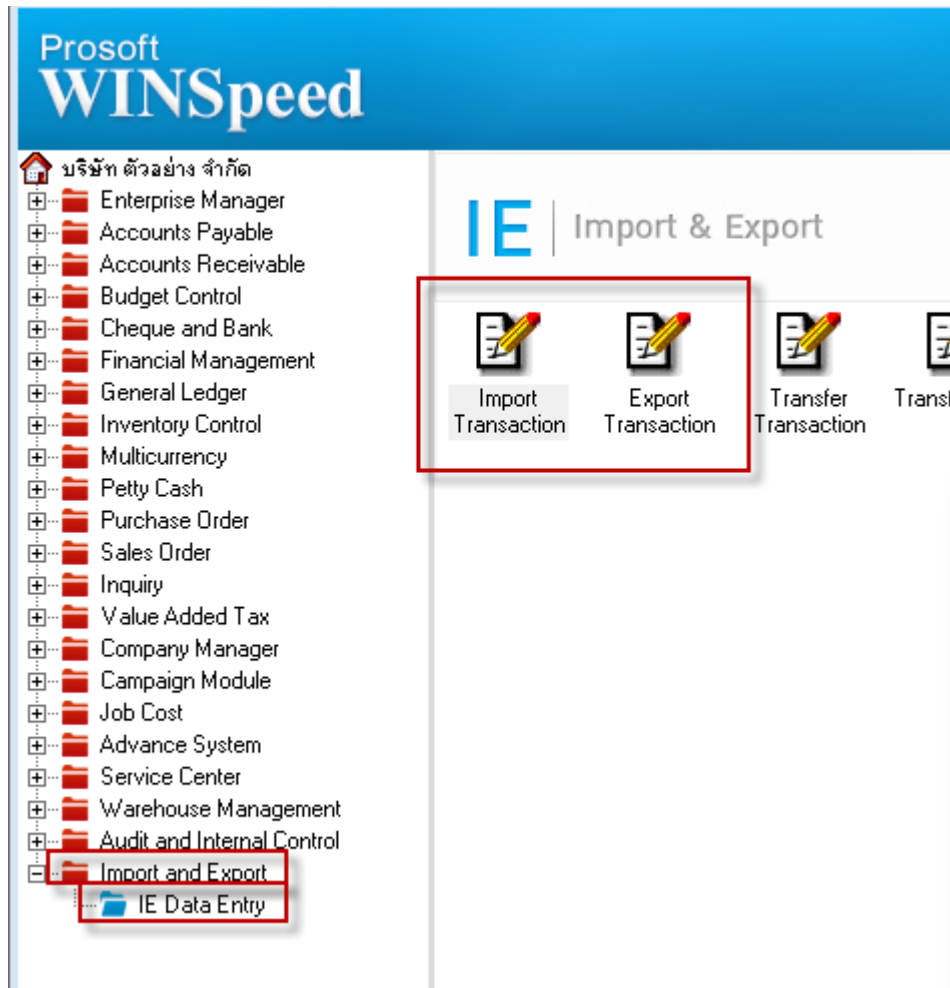 Prosoft
WINSpeed
บริษัท ตัวอย่าง จำกัด
Enterprise Manager
Accounts Payable
Accounts Receivable
Budget Control
Cheque and Bank
Financial Management
General Ledger
Inventory Control
Multicurrency
Petty Cash
Purchase Order
Sales Order
Inquiry
Value Added Tax
Company Manager
Campaign Module
Job Cost
Advance System
Service Center
Warehouse Management
Audit and Internal Control
Import and Export
IE Data Entry
IE Import & Export
Import Transaction
Export Transaction
Transfer Transaction